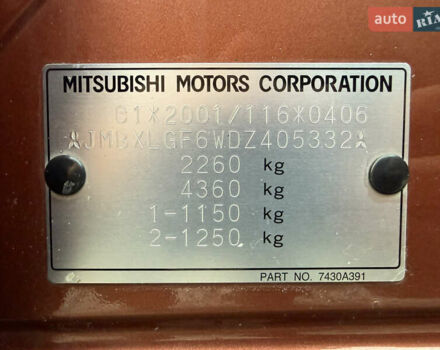 auto RIA
MITSUBISHI MOTORS CORPORATION
G1*2001/116*0406
JMBXLGF6WDZ405332
2260 kg
4360 kg
1-1150 kg
2-1250 kg
PART NO. 7430A391